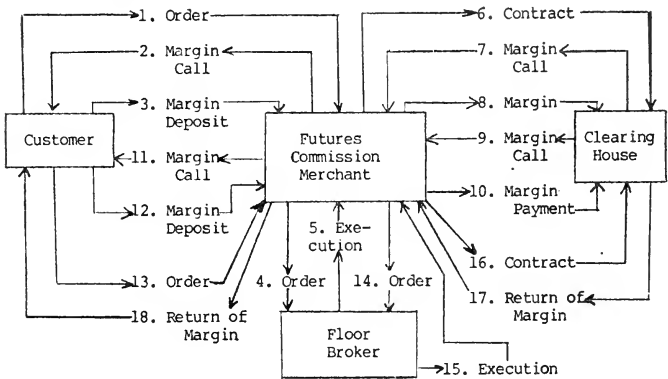 1. Order
6. Contract
2. Margin
Call
7. Margin
Call
3. Margin
Deposit
8. Margin
Customer
Futures
Commission
Merchant
9. Margin
Call
Clearing
House
11. Margin
Call
10. Margin
Payment
12. Margin
Deposit
5. Exe-
cution
16. Contract
13. Order
4. Order
14. Order
17. Return of
Margin
18. Return of
Margin
Floor
Broker
15. Execution